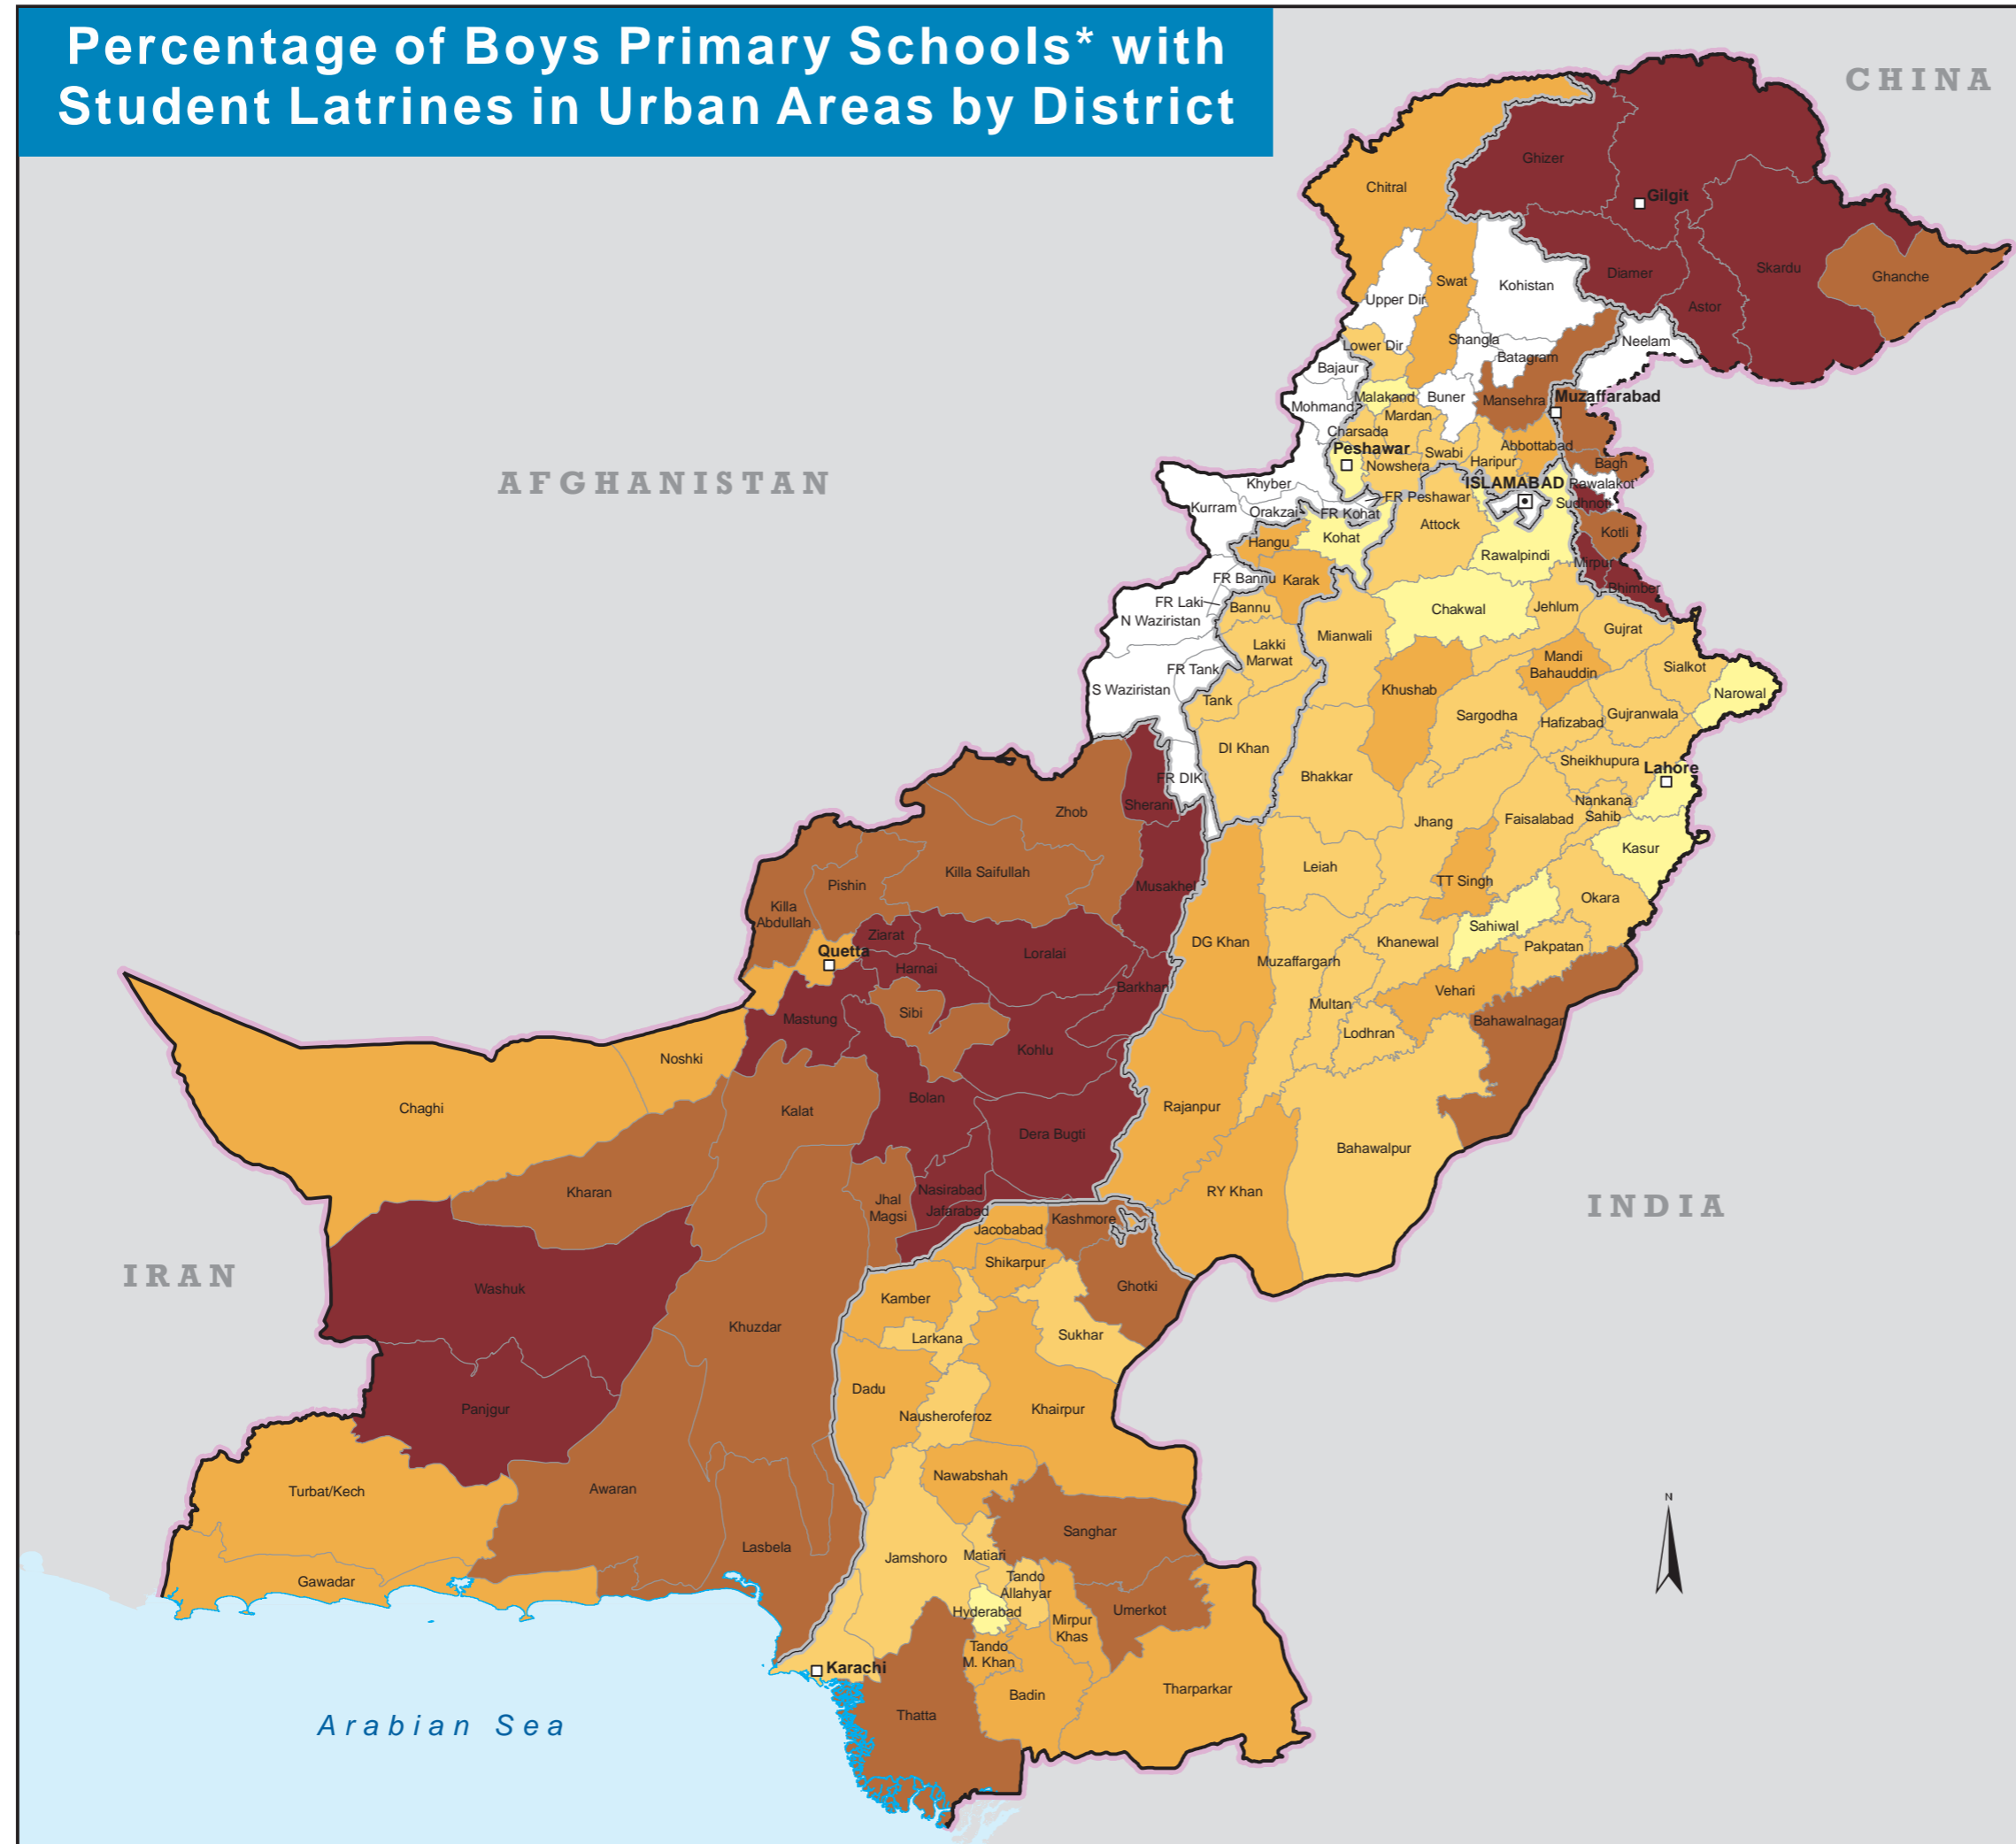 Percentage of Boys Primary Schools* with
Student Latrines in Urban Areas by District
CHINA
AFGHANISTAN
IRAN
INDIA
Arabian Sea
N
Ghizer
Gilgit
Chitral
Diamer
Skardu
Ghanche
Astor
Swat
Kohistan
Upper Dir
Shangla
Neelam
Lower Dir
Batagram
Bajaur
Malakand
Buner
Mansehra
Muzaffarabad
Mohmand
Mardan
Charsada
Abbottabad
Peshawar
Swabi
Haripur
Nowshera
Bagh
ISLAMABAD
Rawalakot
Khyber
FR Peshawar
Sudhnoti
Kurram
Orakzai
FR Kohat
Attock
Kotli
Hangu
Kohat
Rawalpindi
Mirpur
FR Bannu
Karak
Bhimber
FR Laki
Bannu
Chakwal
Jehlum
N Waziristan
Mianwali
Gujrat
Lakki
Marwat
Mandi
Bahauddin
Sialkot
FR Tank
S Waziristan
Khushab
Narowal
Tank
Sargodha
Hafizabad
Gujranwala
DI Khan
Sheikhupura
Lahore
FR DIK
Bhakkar
Sherani
Zhob
Nankana
Sahib
Jhang
Faisalabad
Kasur
Killa Saifullah
Leiah
Pishin
Musakhel
TT Singh
Okara
Killa
Abdullah
Ziarat
Sahiwal
Quetta
Loralai
DG Khan
Khanewal
Pakpatan
Harnai
Muzaffargarh
Barkhan
Vehari
Sibi
Multan
Mastung
Bahawalnagar
Lodhran
Kohlu
Noshki
Chaghi
Kalat
Bolan
Rajanpur
Dera Bugti
Bahawalpur
Kharan
Nasirabad
RY Khan
Jhal
Magsi
Jafarabad
Kashmore
Jacobabad
Shikarpur
Washuk
Ghotki
Kamber
Khuzdar
Larkana
Sukhar
Dadu
Panjgur
Nausheroferoz
Khairpur
Nawabshah
Turbat/Kech
Awaran
Sanghar
Lasbela
Jamshoro
Matiari
Gawadar
Tando
Allahyar
Hyderabad
Umerkot
Mirpur
Khas
Tando
M. Khan
Karachi
Badin
Tharparkar
Thatta